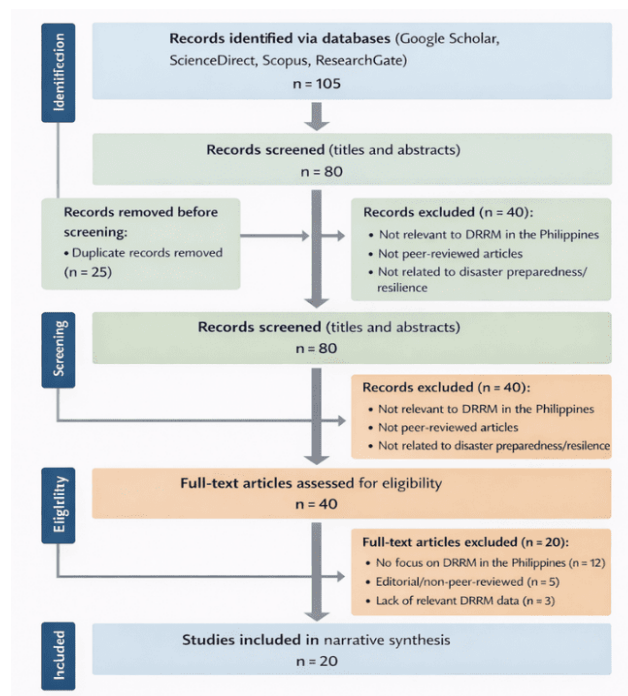 Identification
Records identified via databases (Google Scholar,
ScienceDirect, Scopus, ResearchGate)
n = 105
Records screened (titles and abstracts)
n = 80
Records removed before
screening:
• Duplicate records removed
(n = 25)
Records excluded (n = 40):
• Not relevant to DRRM in the Philippines
• Not peer-reviewed articles
• Not related to disaster preparedness/
resilience
Screening
Records screened (titles and abstracts)
n = 80
Records excluded (n = 40):
• Not relevant to DRRM in the Philippines
• Not peer-reviewed articles
• Not related to disaster preparedness/resilence
Eligtlrlity
Full-text articles assessed for eligibility
n = 40
Full-text articles excluded (n = 20):
• No focus on DRRM in the Philippines (n = 12)
• Editorial/non-peer-reviewed (n = 5)
• Lack of relevant DRRM data (n = 3)
Included
Studies included in narrative synthesis
n = 20